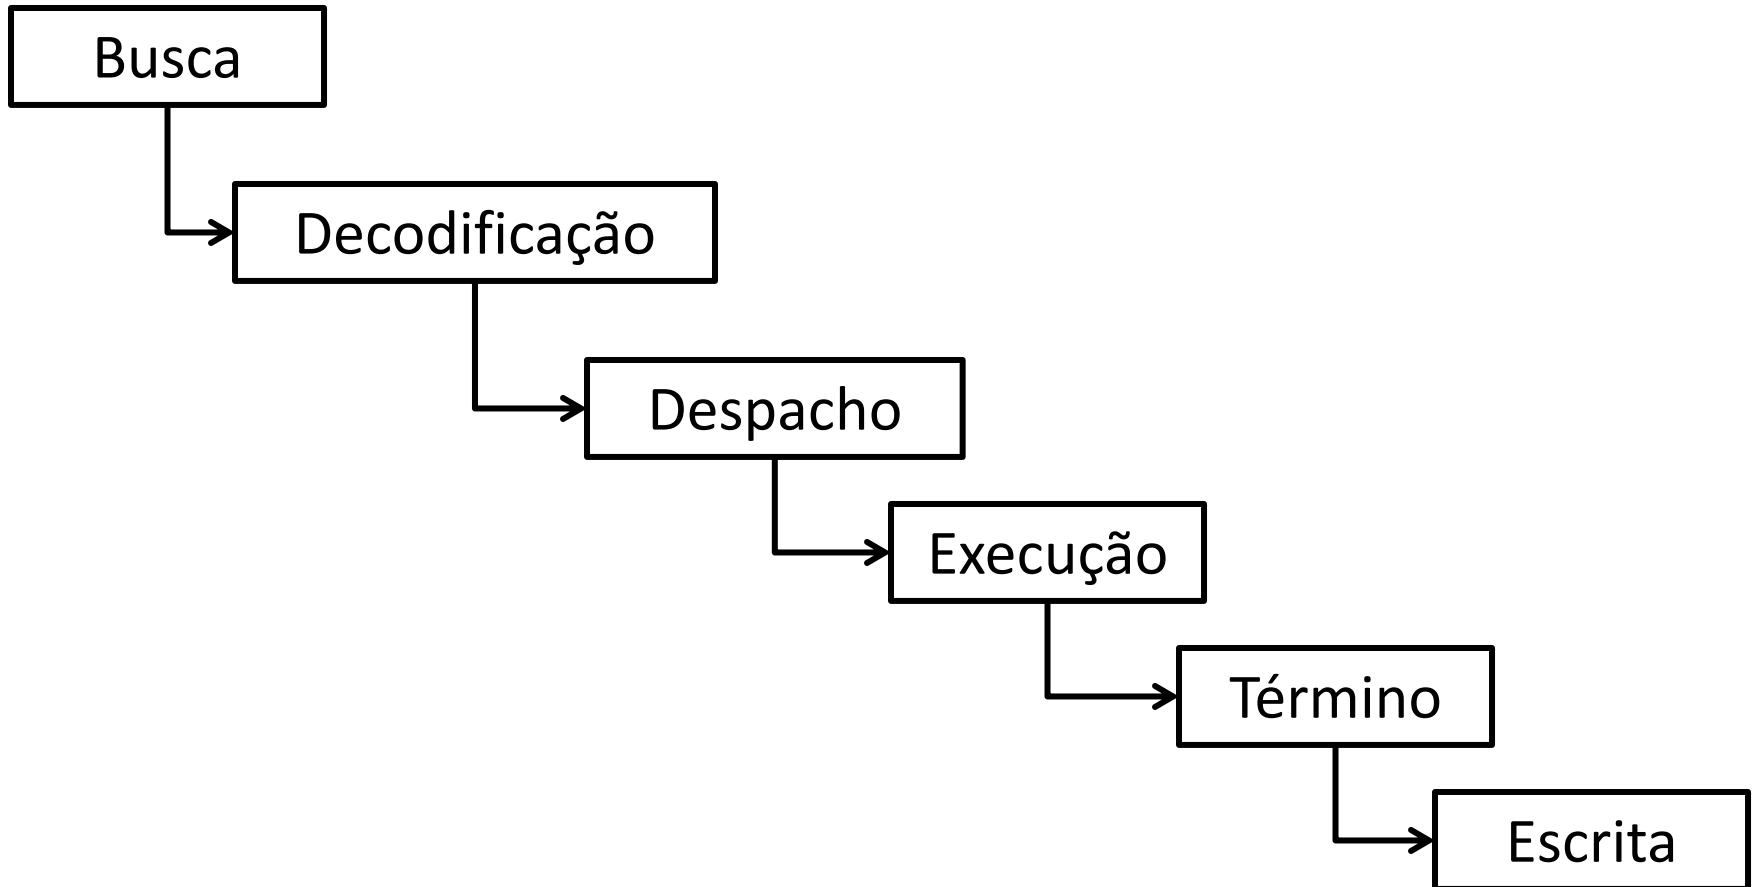 Busca
Decodificação
Despacho
Execução
Término
Escrita